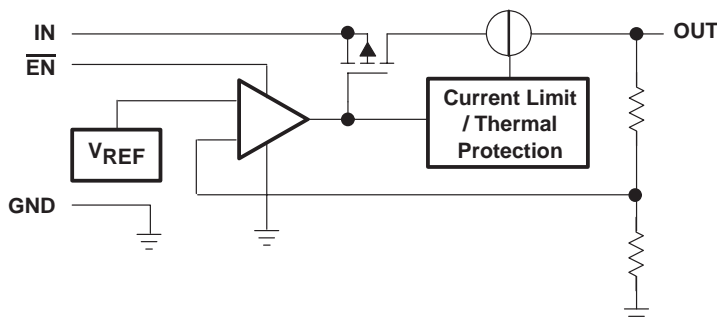 IN
OUT
EN
Current Limit
/ Thermal
Protection
VREF
GND